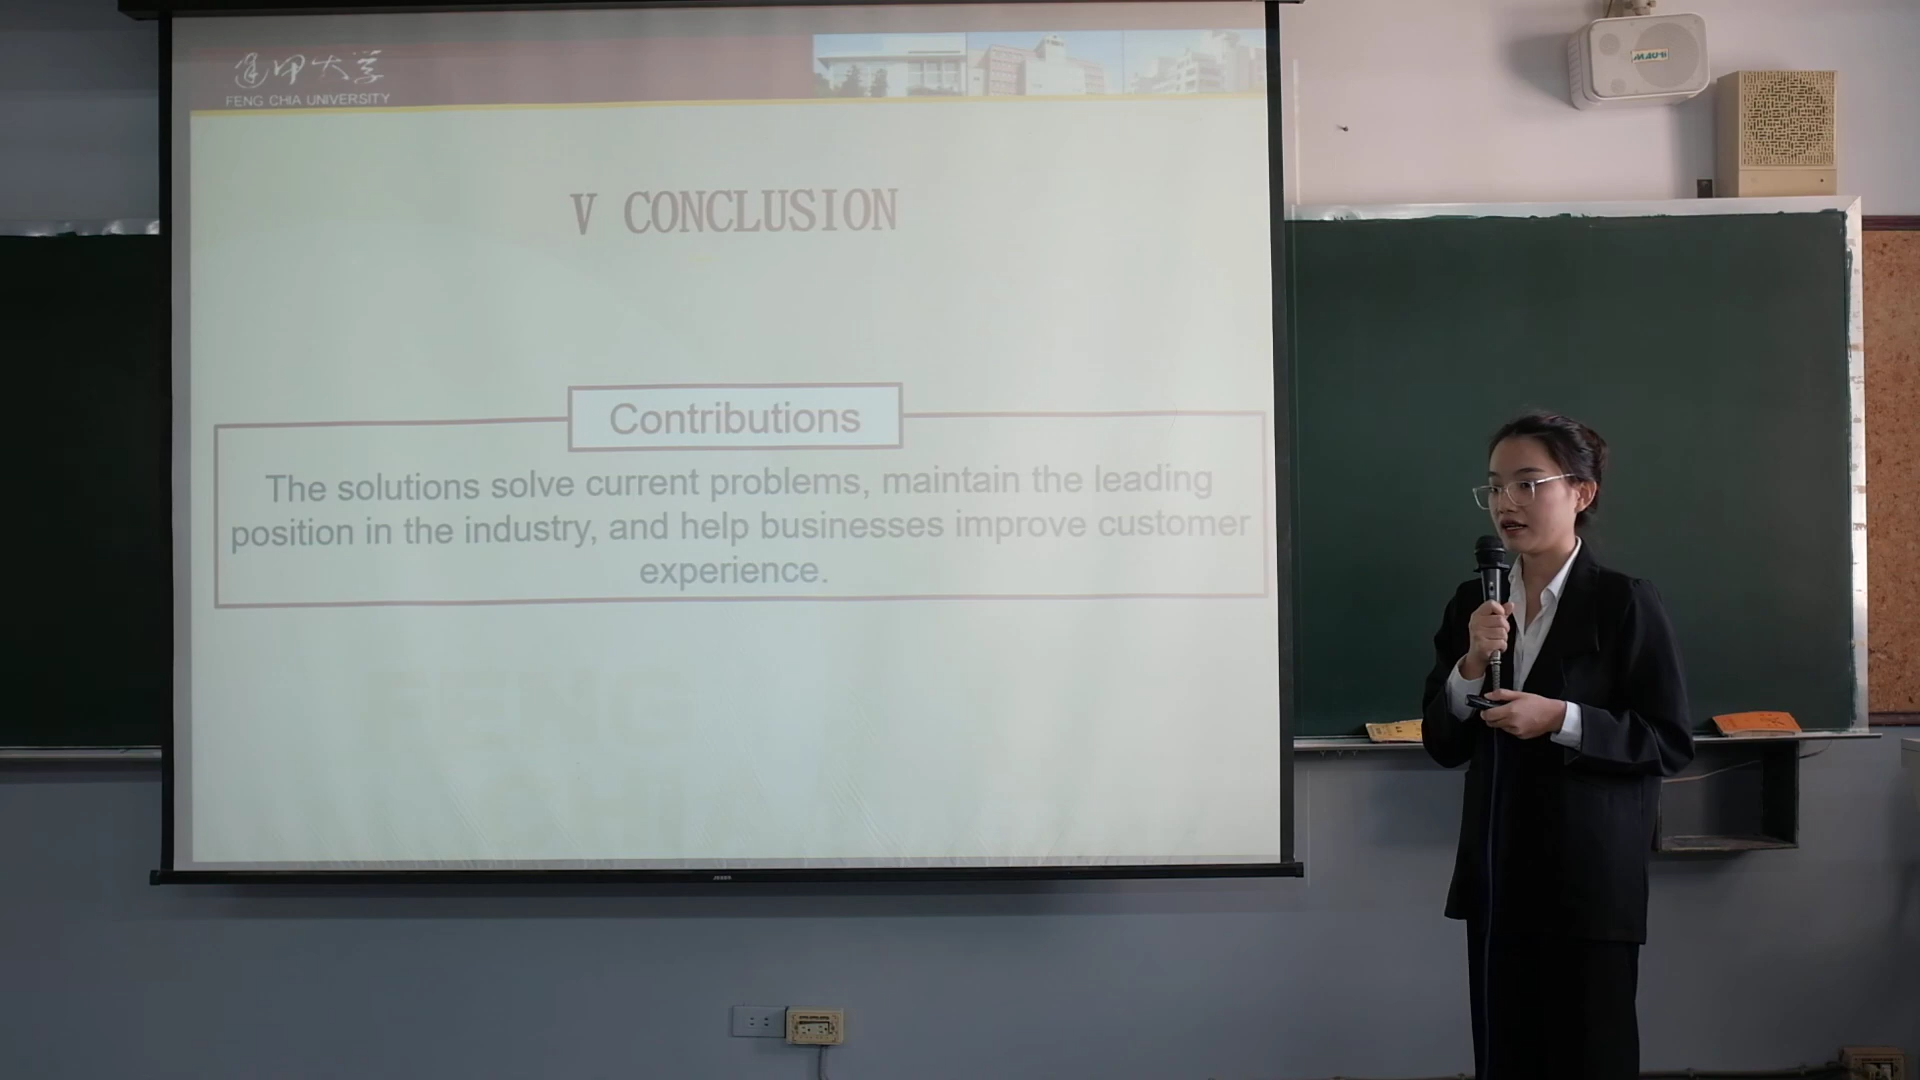 逢甲大學
FENG CHIA UNIVERSITY
V CONCLUSION
Contributions
The solutions solve current problems, maintain the leading
position in the industry, and help businesses improve customer
experience.